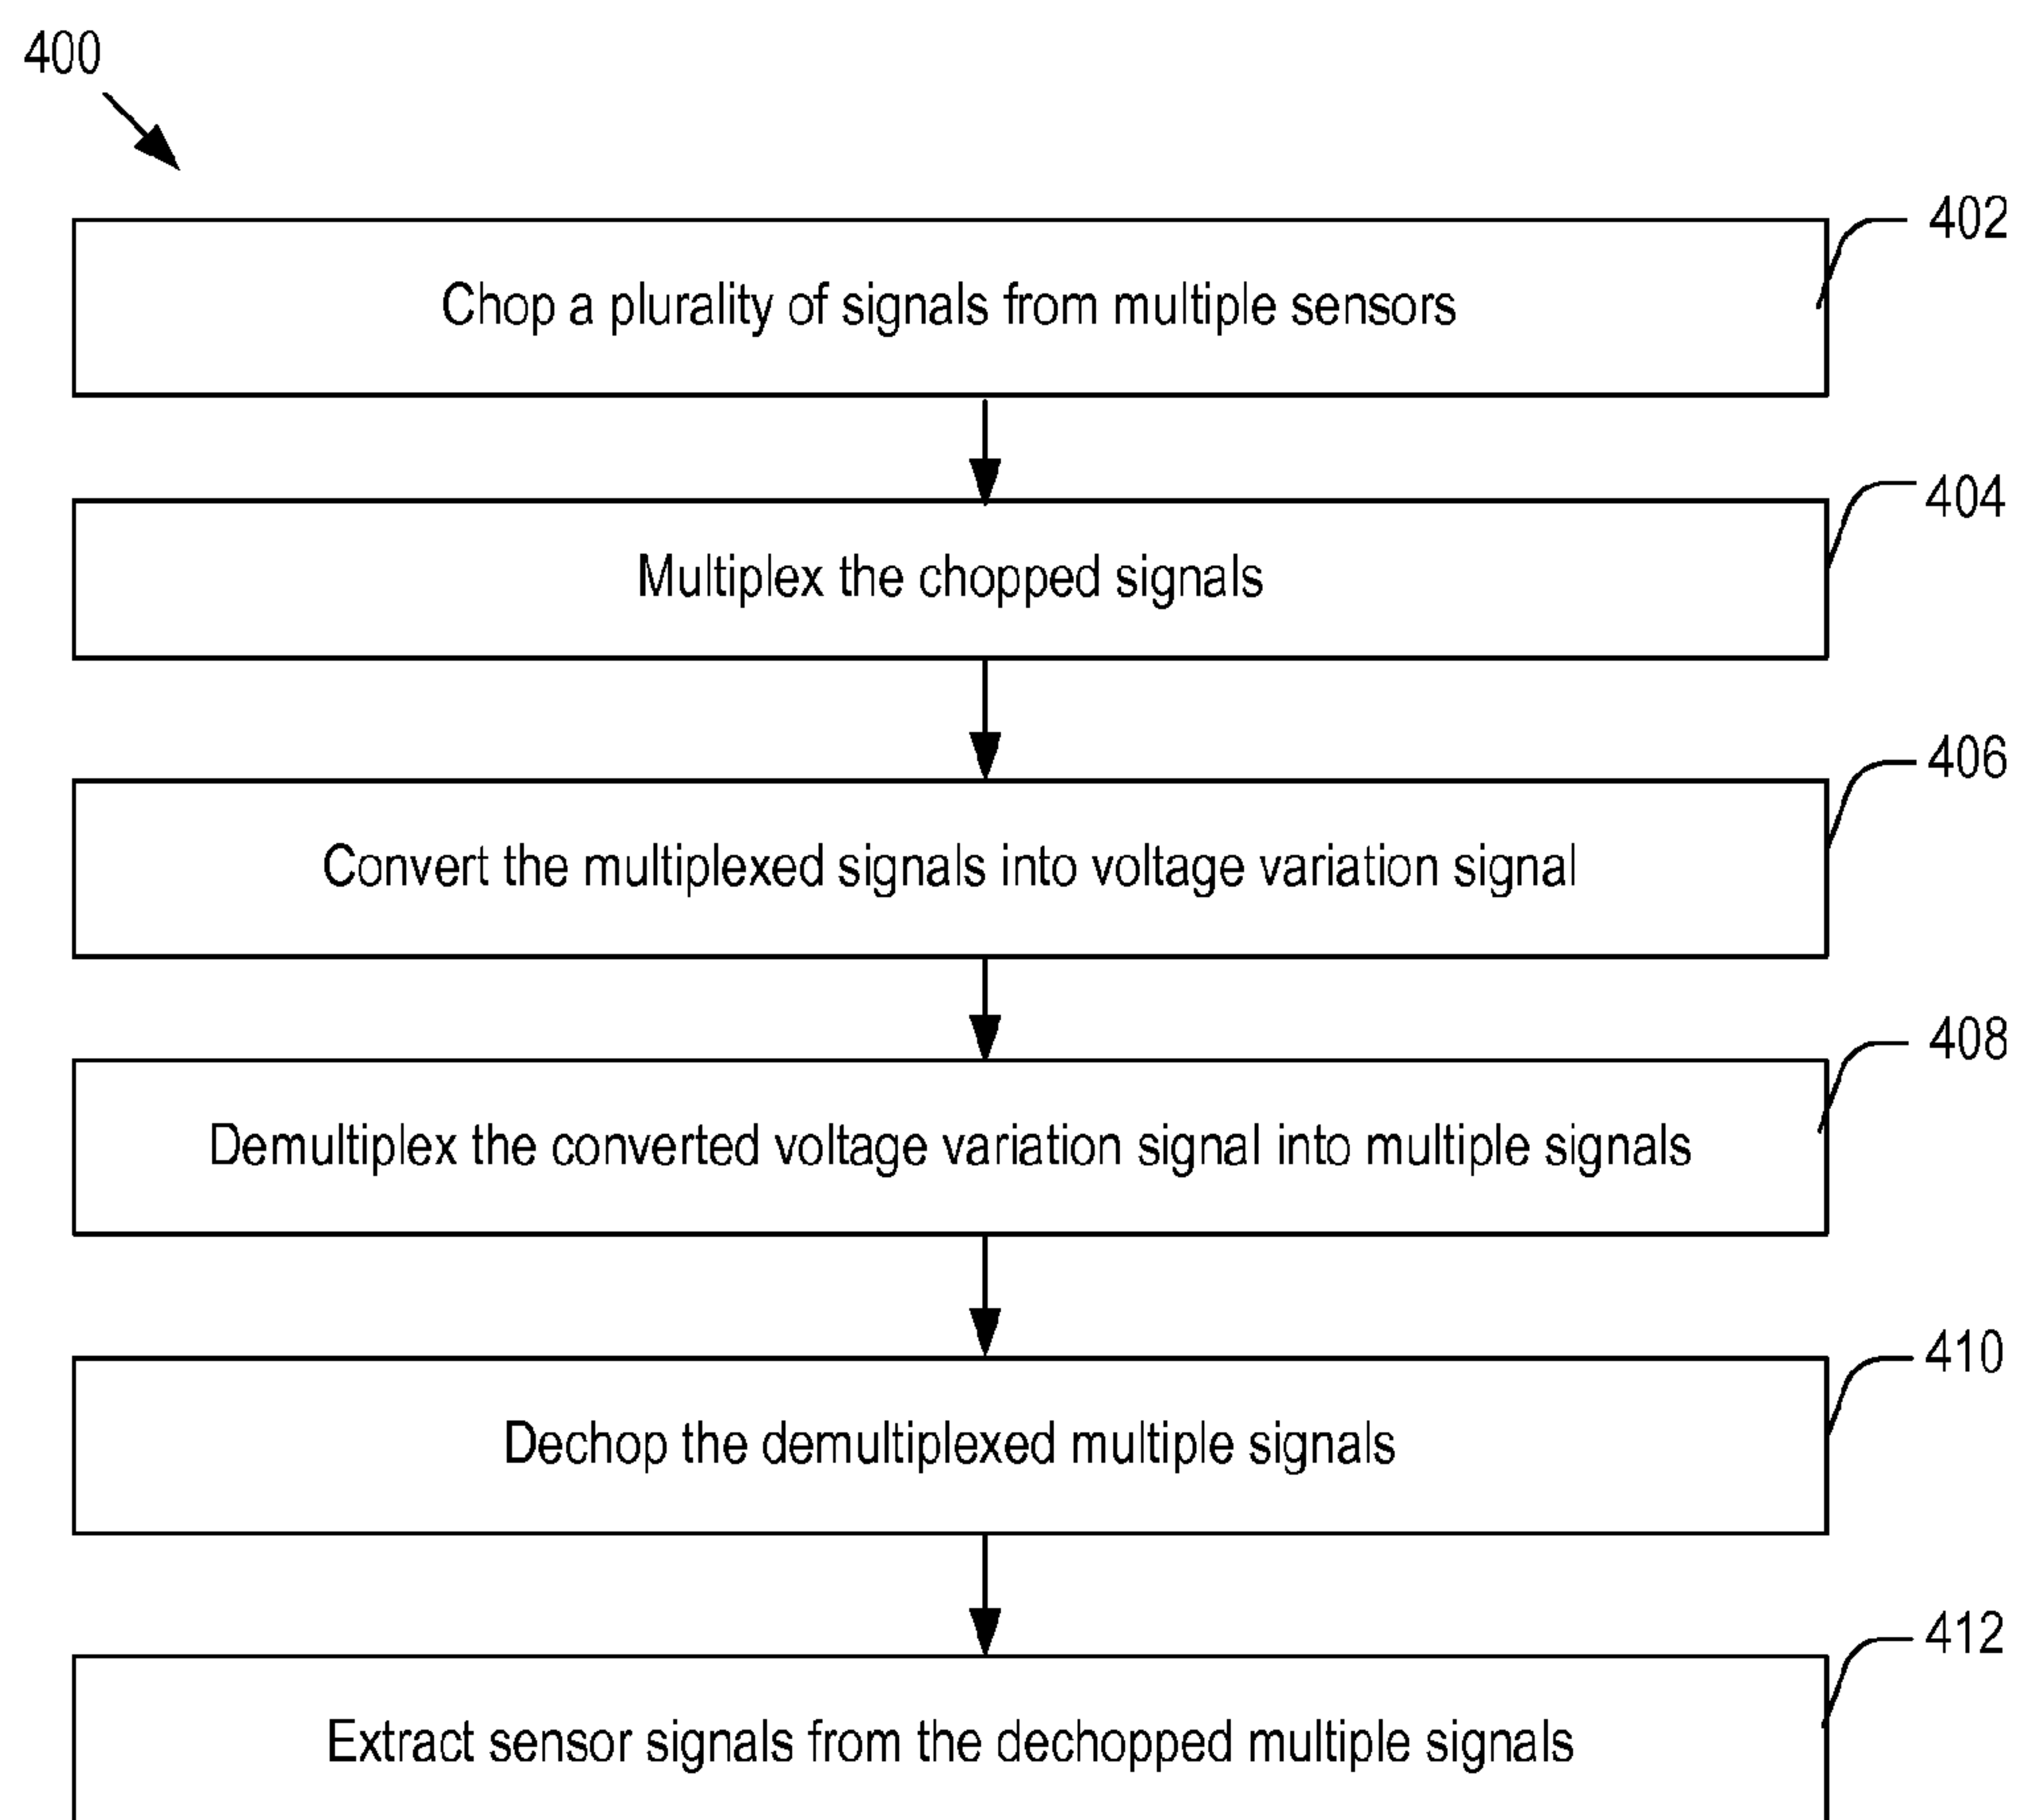 400
402
Chop a plurality of signals from multiple sensors
404
Multiplex the chopped signals
406
Convert the multiplexed signals into voltage variation signal
408
Demultiplex the converted voltage variation signal into multiple signals
410
Dechop the demultiplexed multiple signals
412
Extract sensor signals from the dechopped multiple signals